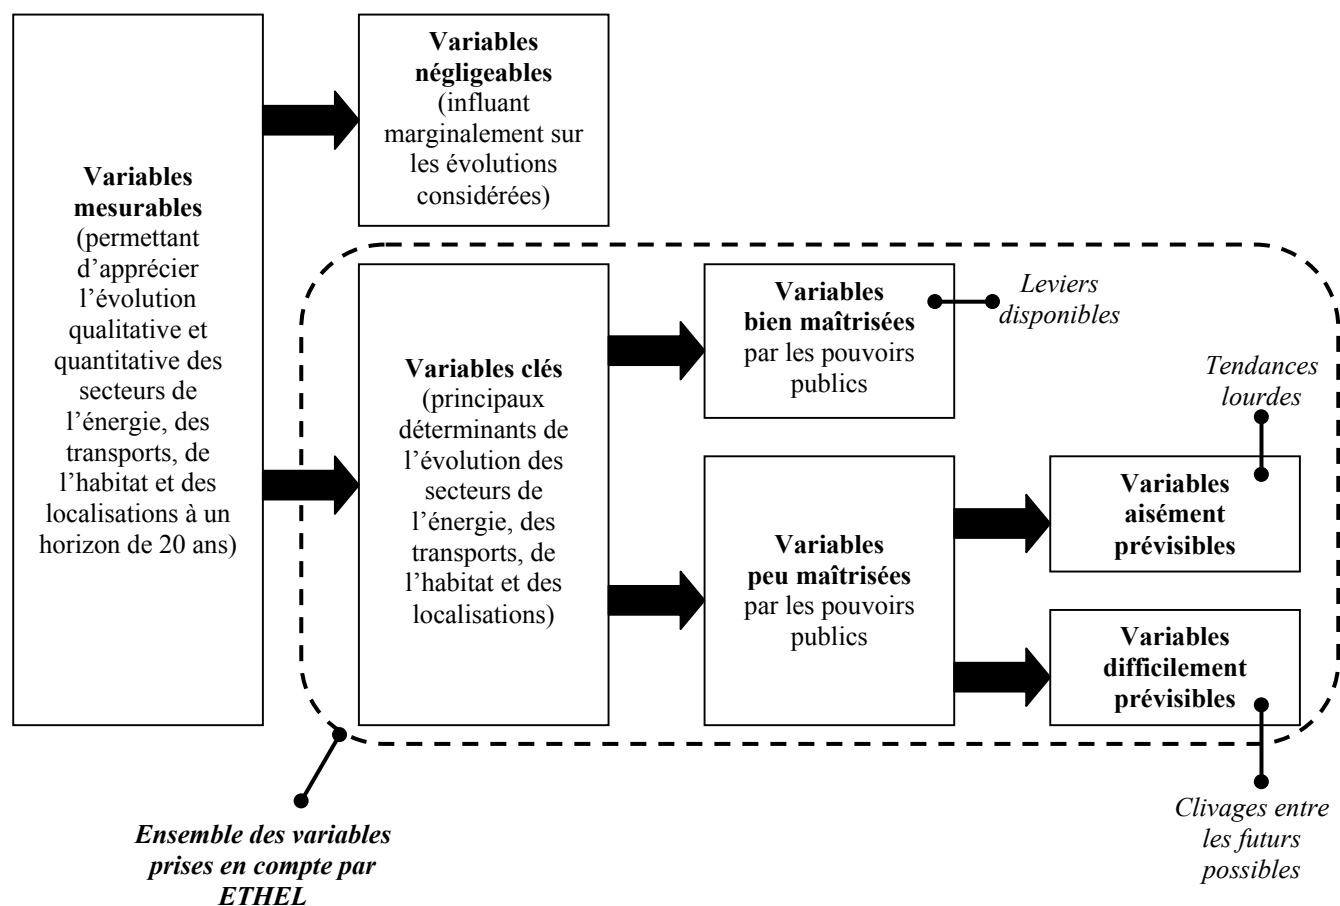 Variables
mesurables
(permettant
d’apprécier
l’évolution
qualitative et
quantitative des
secteurs de
l’énergie, des
transports, de
l’habitat et des
localisations à un
horizon de 20 ans)
Variables
négligeables
(influant
marginalement sur
les évolutions
considérées)
Variables clés
(principaux
déterminants de
l’évolution des
secteurs de
l’énergie, des
transports, de
l’habitat et des
localisations)
Variables
bien maîtrisées
par les pouvoirs
publics
Leviers
disponibles
Variables
peu maîtrisées
par les pouvoirs
publics
Tendances
lourdes
Variables
aisément
prévisibles
Variables
difficilement
prévisibles
Clivages entre
les futurs
possibles
Ensemble des variables
prises en compte par
ETHEL